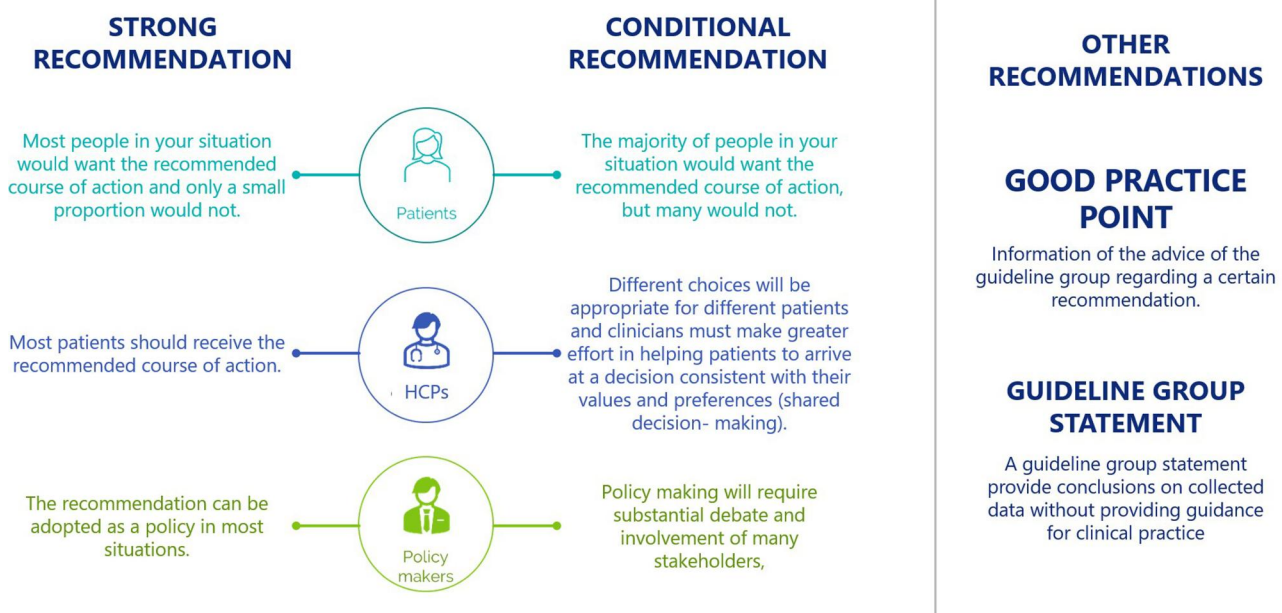 STRONG
RECOMMENDATION
CONDITIONAL
RECOMMENDATION
Most people in your situation
would want the recommended
course of action and only a small
proportion would not.
Patients
The majority of people in your
situation would want the
recommended course of action,
but many would not.
Most patients should receive the
recommended course of action.
HCPs
Different choices will be
appropriate for different patients
and clinicians must make greater
effort in helping patients to arrive
at a decision consistent with their
values and preferences (shared
decision- making).
The recommendation can be
adopted as a policy in most
situations.
Policy
makers
Policy making will require
substantial debate and
involvement of many
stakeholders,
OTHER
RECOMMENDATIONS
GOOD PRACTICE
POINT
Information of the advice of the
guideline group regarding a certain
recommendation.
GUIDELINE GROUP
STATEMENT
A guideline group statement
provide conclusions on collected
data without providing guidance
for clinical practice